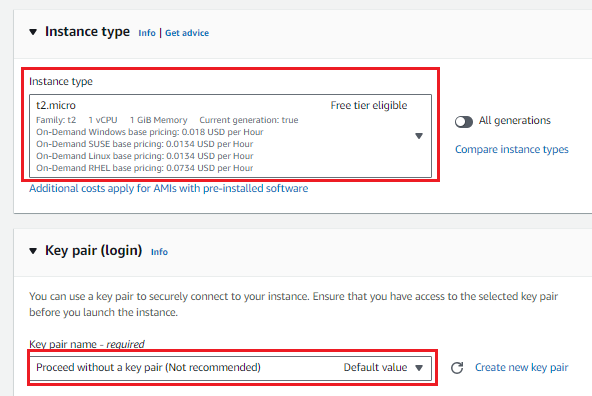 Instance type Info | Get advice
Instance type
t2.micro Free tier eligible
Family: t2 1 vCPU 1 GiB Memory Current generation: true
On-Demand Windows base pricing: 0.018 USD per Hour
On-Demand SUSE base pricing: 0.0134 USD per Hour
On-Demand Linux base pricing: 0.0134 USD per Hour
On-Demand RHEL base pricing: 0.0734 USD per Hour
All generations
Compare instance types
Additional costs apply for AMIs with pre-installed software
Key pair (login) Info
You can use a key pair to securely connect to your instance. Ensure that you have access to the selected key pair
before you launch the instance.
Key pair name - required
Proceed without a key pair (Not recommended) Default value
Create new key pair